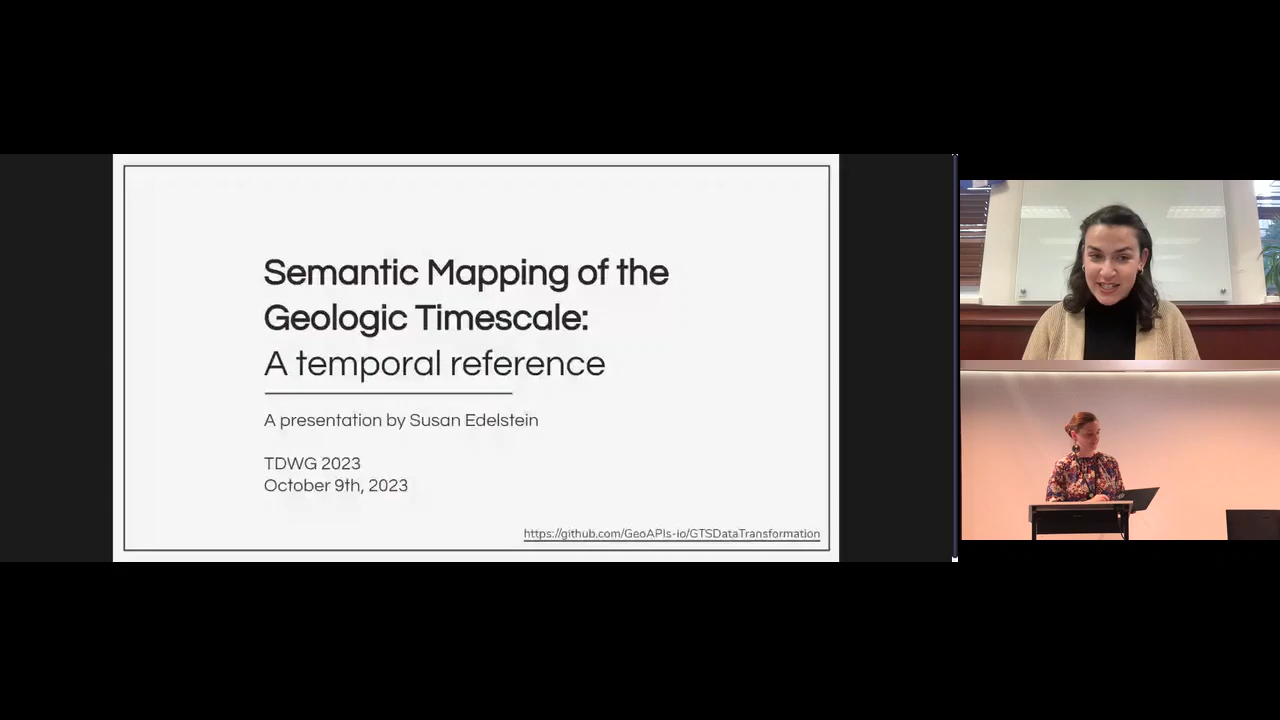 Semantic Mapping of the
Geologic Timescale:
A temporal reference
A presentation by Susan Edelstein
TDWG 2023
October 9th, 2023
https://github.com/GeoAPIs-io/GTSDataTransformation